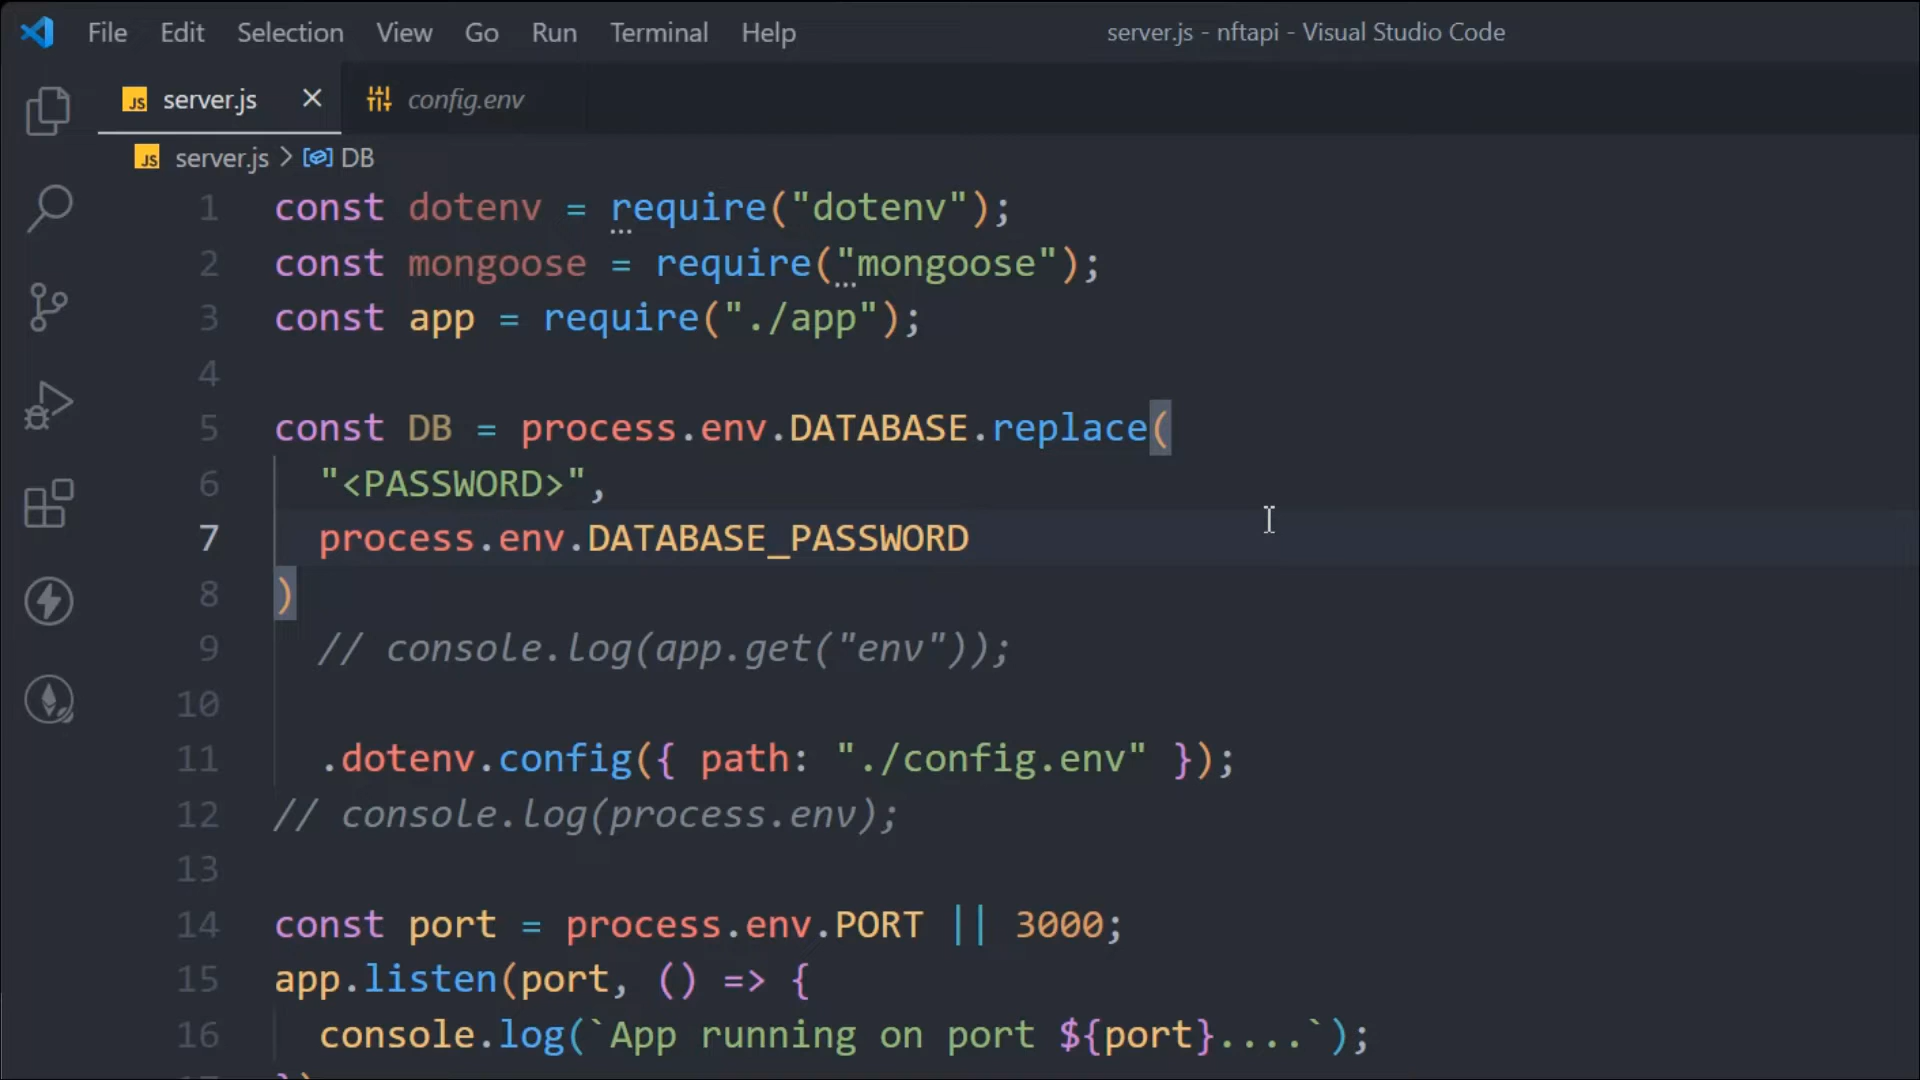 File Edit Selection View Go Run Terminal Help server.js - nftapi - Visual Studio Code
JS server.js × config.env
JS server.js > DB
1 const dotenv = require("dotenv");
2 const mongoose = require("mongoose");
3 const app = require("./app");
4
5 const DB = process.env.DATABASE.replace(
6 "<PASSWORD>",
7 process.env.DATABASE_PASSWORD
8 )
9 // console.log(app.get("env"));
10
11 .dotenv.config({ path: "./config.env" });
12 // console.log(process.env);
13
14 const port = process.env.PORT || 3000;
15 app.listen(port, () => {
16 console.log(`App running on port ${port}....`);